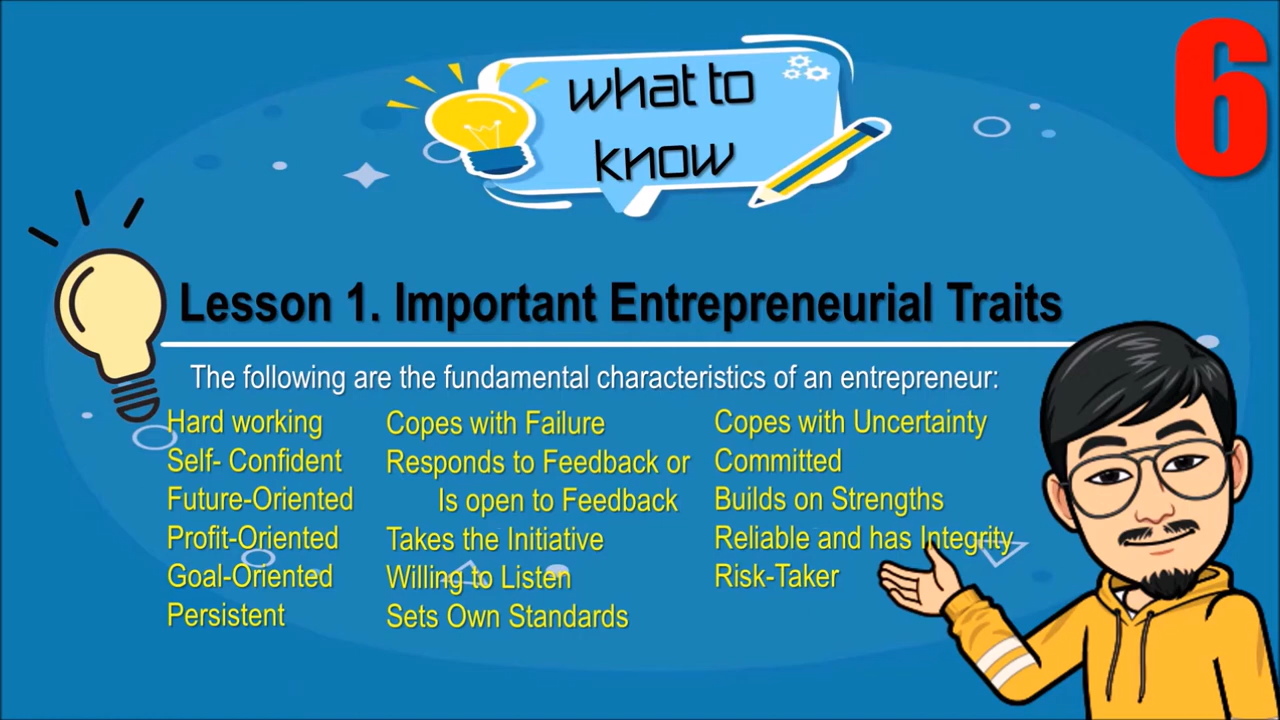 what to
know
6
Lesson 1. Important Entrepreneurial Traits
The following are the fundamental characteristics of an entrepreneur:
Hard working
Self- Confident
Future-Oriented
Profit-Oriented
Goal-Oriented
Persistent
Copes with Failure
Responds to Feedback or
Is open to Feedback
Takes the Initiative
Willing to Listen
Sets Own Standards
Copes with Uncertainty
Committed
Builds on Strengths
Reliable and has Integrity
Risk-Taker